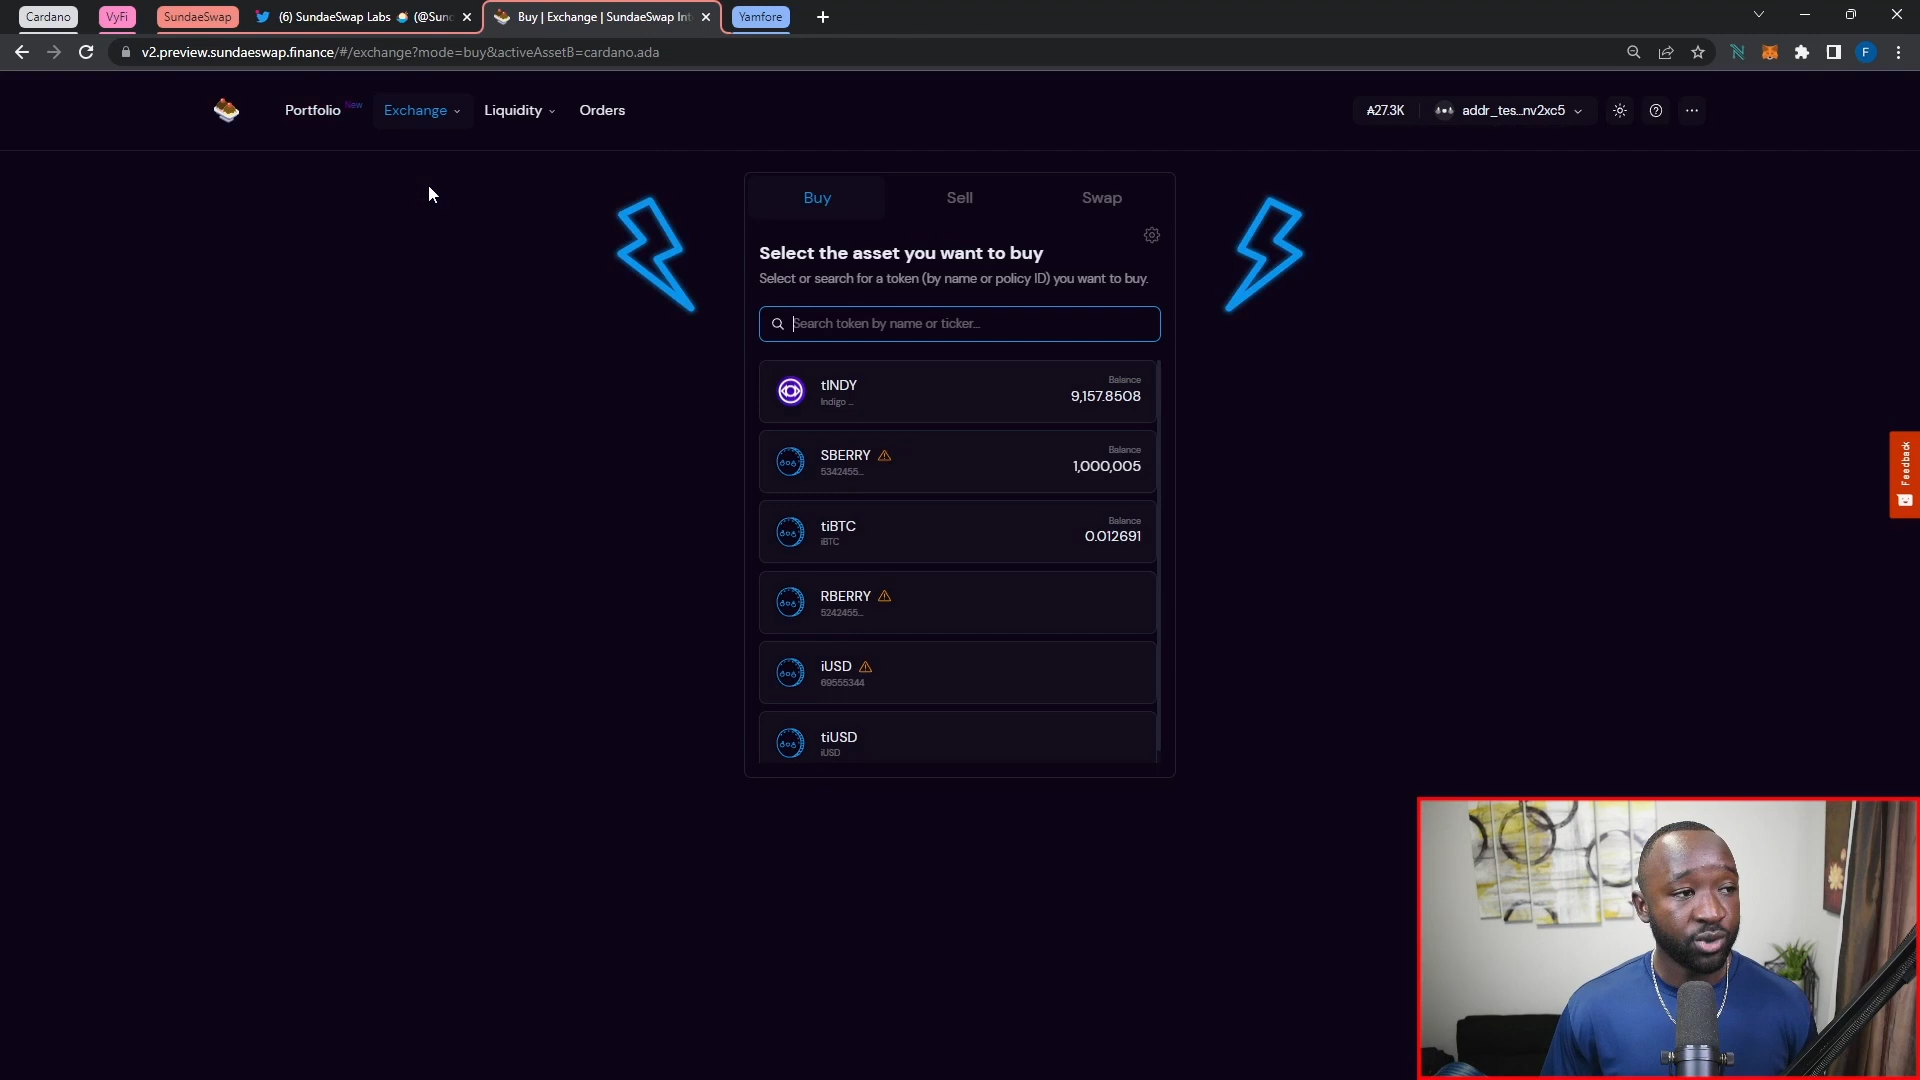 Cardano VyFi SundaeSwap (6) SundaeSwap Labs (@Sun Buy | Exchange | SundaeSwap Int Yamfore
v2.preview.sundaeswap.finance/#/exchange?mode=buy&activeAssetB=cardano.ada F
Portfolio New Exchange Liquidity Orders ₳27.3K addr_tes...nv2xc5
Buy Sell Swap
Select the asset you want to buy
Select or search for a token (by name or policy ID) you want to buy.
Search token by name or ticker...
tINDY Balance
Indigo ... 9,157.8508
SBERRY Balance
5342455... 1,000,005
tiBTC Balance
iBTC 0.012691
RBERRY
5242455...
iUSD
69555344
tiUSD
iUSD
Feedback